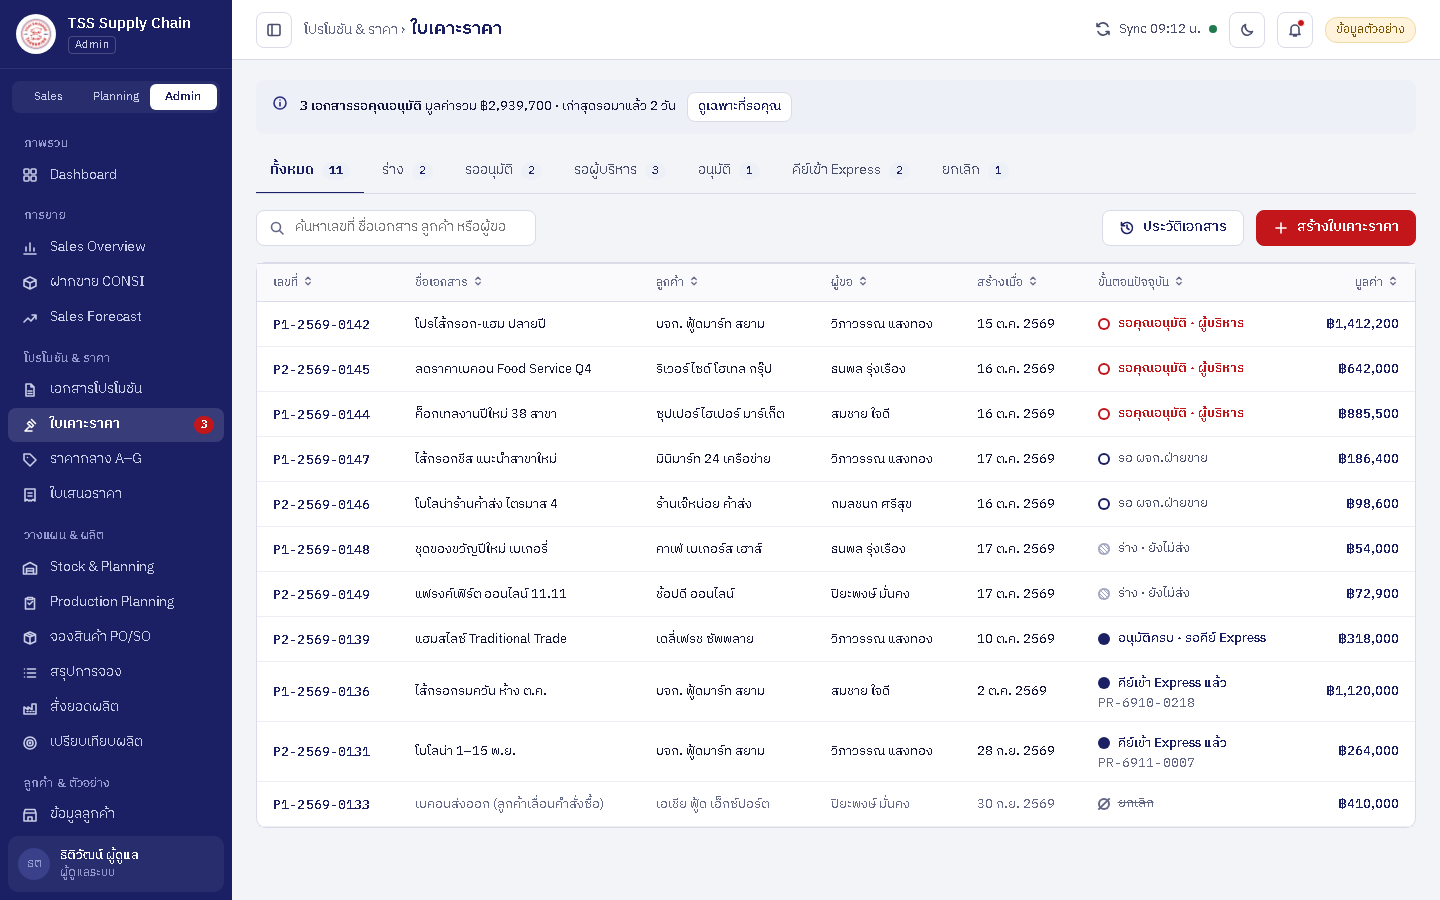 TSS Supply Chain
Admin
Sales Planning Admin
ภาพรวม
Dashboard
การขาย
Sales Overview
ฝากขาย CONSI
Sales Forecast
โปรโมชัน & ราคา
เอกสารโปรโมชัน
ใบเคาะราคา 3
ราคากลาง A–G
ใบเสนอราคา
วางแผน & ผลิต
Stock & Planning
Production Planning
จองสินค้า PO/SO
สรุปการจอง
สั่งยอดผลิต
เปรียบเทียบผลิต
ลูกค้า & ตัวอย่าง
ข้อมูลลูกค้า
ธต
ธิติวัฒน์ ผู้ดูแล
ผู้ดูแลระบบ
โปรโมชัน & ราคา › ใบเคาะราคา
Sync 09:12 น.
ข้อมูลตัวอย่าง
3 เอกสารรอคุณอนุมัติ มูลค่ารวม ฿2,939,700 · เก่าสุดรอมาแล้ว 2 วัน ดูเฉพาะที่รอคุณ
ทั้งหมด 11 ร่าง 2 รออนุมัติ 2 รอผู้บริหาร 3 อนุมัติ 1 คีย์เข้า Express 2 ยกเลิก 1
ค้นหาเลขที่ ชื่อเอกสาร ลูกค้า หรือผู้ขอ
ประวัติเอกสาร
สร้างใบเคาะราคา
เลขที่ ชื่อเอกสาร ลูกค้า ผู้ขอ สร้างเมื่อ ขั้นตอนปัจจุบัน มูลค่า
P1-2569-0142 โปรไส้กรอก-แฮม ปลายปี บจก. ฟู้ดมาร์ท สยาม วิภาวรรณ แสงทอง 15 ต.ค. 2569 รอคุณอนุมัติ · ผู้บริหาร ฿1,412,200
P2-2569-0145 ลดราคาเบคอน Food Service Q4 ริเวอร์ไซด์ โฮเทล กรุ๊ป ธนพล รุ่งเรือง 16 ต.ค. 2569 รอคุณอนุมัติ · ผู้บริหาร ฿642,000
P1-2569-0144 ค็อกเทลงานปีใหม่ 38 สาขา ซุปเปอร์ไฮเปอร์ มาร์เก็ต สมชาย ใจดี 16 ต.ค. 2569 รอคุณอนุมัติ · ผู้บริหาร ฿885,500
P1-2569-0147 ไส้กรอกชีส แนะนำสาขาใหม่ มินิมาร์ท 24 เครือข่าย วิภาวรรณ แสงทอง 17 ต.ค. 2569 รอ ผจก.ฝ่ายขาย ฿186,400
P2-2569-0146 โบโลน่าร้านค้าส่ง ไตรมาส 4 ร้านเจ๊หน่อย ค้าส่ง กมลชนก ศรีสุข 16 ต.ค. 2569 รอ ผจก.ฝ่ายขาย ฿98,600
P1-2569-0148 ชุดของขวัญปีใหม่ เบเกอรี่ คาเฟ่ เบเกอร์ส เฮาส์ ธนพล รุ่งเรือง 17 ต.ค. 2569 ร่าง · ยังไม่ส่ง ฿54,000
P2-2569-0149 แฟรงค์เฟิร์ต ออนไลน์ 11.11 ช้อปดี ออนไลน์ ปิยะพงษ์ มั่นคง 17 ต.ค. 2569 ร่าง · ยังไม่ส่ง ฿72,900
P2-2569-0139 แฮมสไลซ์ Traditional Trade เดลี่เฟรช ซัพพลาย วิภาวรรณ แสงทอง 10 ต.ค. 2569 อนุมัติครบ · รอคีย์ Express ฿318,000
P1-2569-0136 ไส้กรอกรมควัน ห้าง ต.ค. บจก. ฟู้ดมาร์ท สยาม สมชาย ใจดี 2 ต.ค. 2569 คีย์เข้า Express แล้ว ฿1,120,000
PR-6910-0218
P2-2569-0131 โบโลน่า 1–15 พ.ย. บจก. ฟู้ดมาร์ท สยาม วิภาวรรณ แสงทอง 28 ก.ย. 2569 คีย์เข้า Express แล้ว ฿264,000
PR-6911-0007
P1-2569-0133 เบคอนส่งออก (ลูกค้าเลื่อนคำสั่งซื้อ) เอเชีย ฟู้ด เอ็กซ์ปอร์ต ปิยะพงษ์ มั่นคง 30 ก.ย. 2569 ยกเลิก ฿410,000